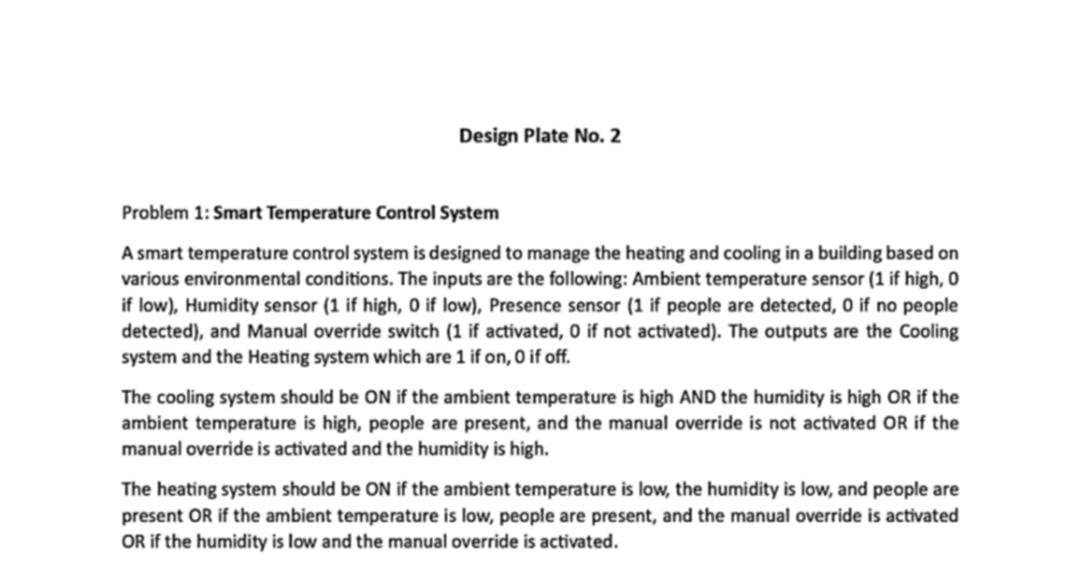 Design Plate No. 2
Problem 1: Smart Temperature Control System
A smart temperature control system is designed to manage the heating and cooling in a building based on
various environmental conditions. The inputs are the following: Ambient temperature sensor (1 if high, 0
if low), Humidity sensor (1 if high, 0 if low), Presence sensor (1 if people are detected, 0 if no people
detected), and Manual override switch (1 if activated, 0 if not activated). The outputs are the Cooling
system and the Heating system which are 1 if on, 0 if off.
The cooling system should be ON if the ambient temperature is high AND the humidity is high OR if the
ambient temperature is high, people are present, and the manual override is not activated OR if the
manual override is activated and the humidity is high.
The heating system should be ON if the ambient temperature is low, the humidity is low, and people are
present OR if the ambient temperature is low, people are present, and the manual override is activated
OR if the humidity is low and the manual override is activated.